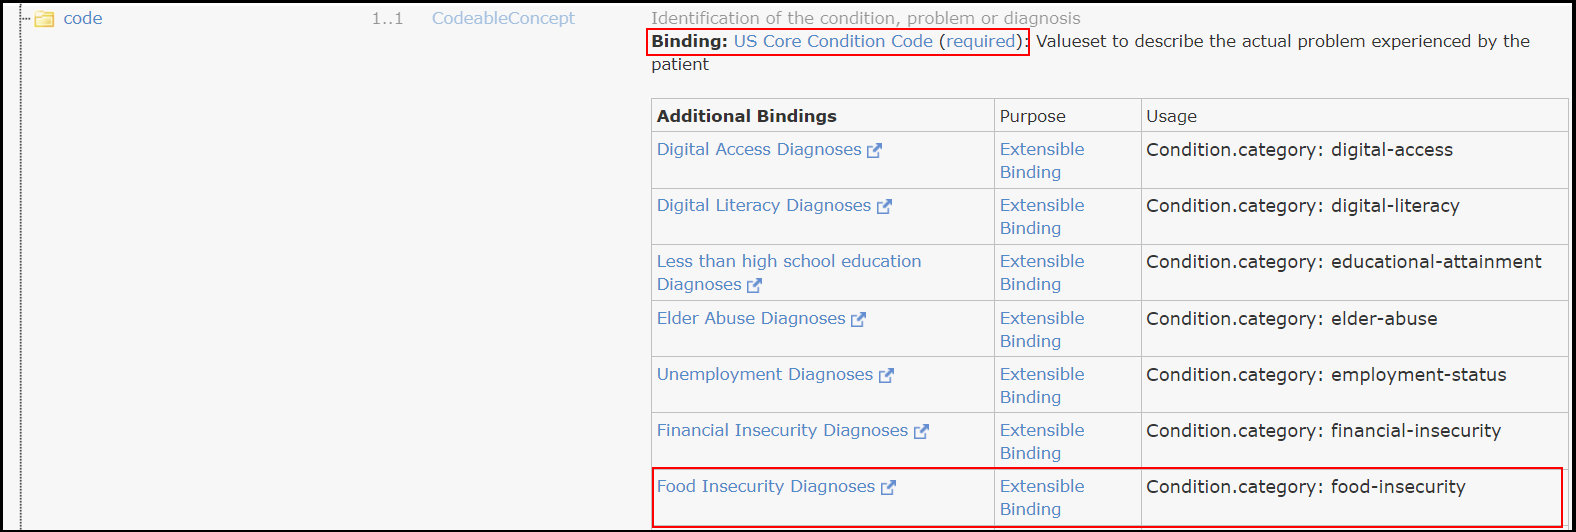 code 1..1 CodeableConcept Identification of the condition, problem or diagnosis
Binding: US Core Condition Code (required): Valueset to describe the actual problem experienced by the
patient
Additional Bindings Purpose Usage
Digital Access Diagnoses Extensible Condition.category: digital-access
Binding
Digital Literacy Diagnoses Extensible Condition.category: digital-literacy
Binding
Less than high school education Extensible Condition.category: educational-attainment
Diagnoses Binding
Elder Abuse Diagnoses Extensible Condition.category: elder-abuse
Binding
Unemployment Diagnoses Extensible Condition.category: employment-status
Binding
Financial Insecurity Diagnoses Extensible Condition.category: financial-insecurity
Binding
Food Insecurity Diagnoses Extensible Condition.category: food-insecurity
Binding